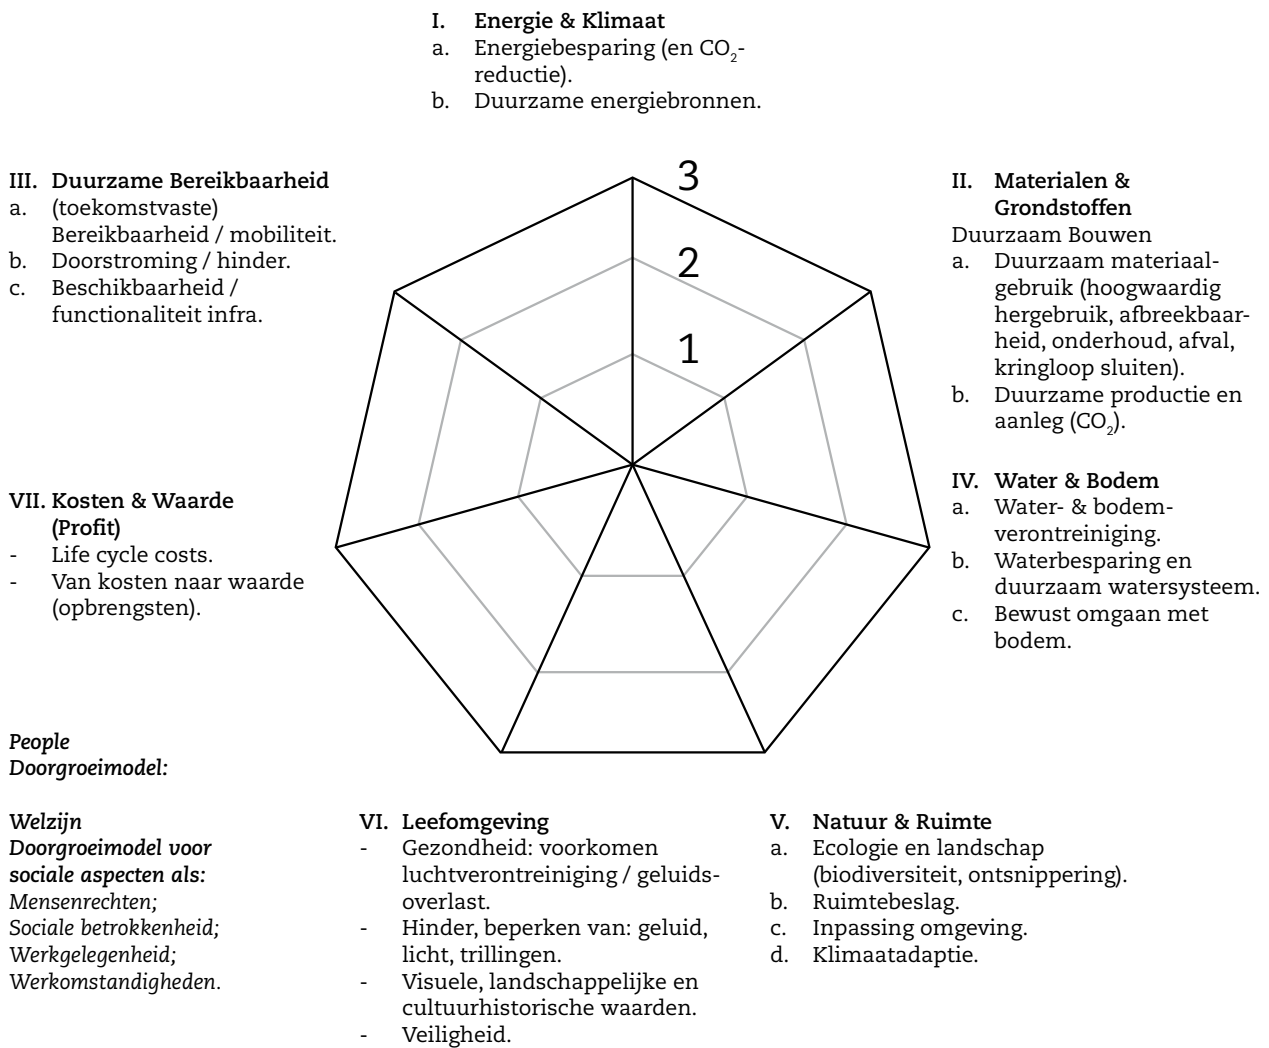 I. Energie & Klimaat
a. Energiebesparing (en CO₂-
reductie).
b. Duurzame energiebronnen.
III. Duurzame Bereikbaarheid
a. (toekomstvaste)
Bereikbaarheid / mobiliteit.
b. Doorstroming / hinder.
c. Beschikbaarheid /
functionaliteit infra.
3
2
1
II. Materialen &
Grondstoffen
Duurzaam Bouwen
a. Duurzaam materiaal-
gebruik (hoogwaardig
hergebruik, afbreekbaar-
heid, onderhoud, afval,
kringloop sluiten).
b. Duurzame productie en
aanleg (CO₂).
VII. Kosten & Waarde
(Profit)
- Life cycle costs.
- Van kosten naar waarde
(opbrengsten).
IV. Water & Bodem
a. Water- & bodem-
verontreiniging.
b. Waterbesparing en
duurzaam watersysteem.
c. Bewust omgaan met
bodem.
People
Doorgroeimodel:
Welzijn
Doorgroeimodel voor
sociale aspecten als:
Mensenrechten;
Sociale betrokkenheid;
Werkgelegenheid;
Werkomstandigheden.
VI. Leefomgeving
- Gezondheid: voorkomen
luchtverontreiniging / geluids-
overlast.
- Hinder, beperken van: geluid,
licht, trillingen.
- Visuele, landschappelijke en
cultuurhistorische waarden.
- Veiligheid.
V. Natuur & Ruimte
a. Ecologie en landschap
(biodiversiteit, ontsnippering).
b. Ruimtebeslag.
c. Inpassing omgeving.
d. Klimaatadaptie.